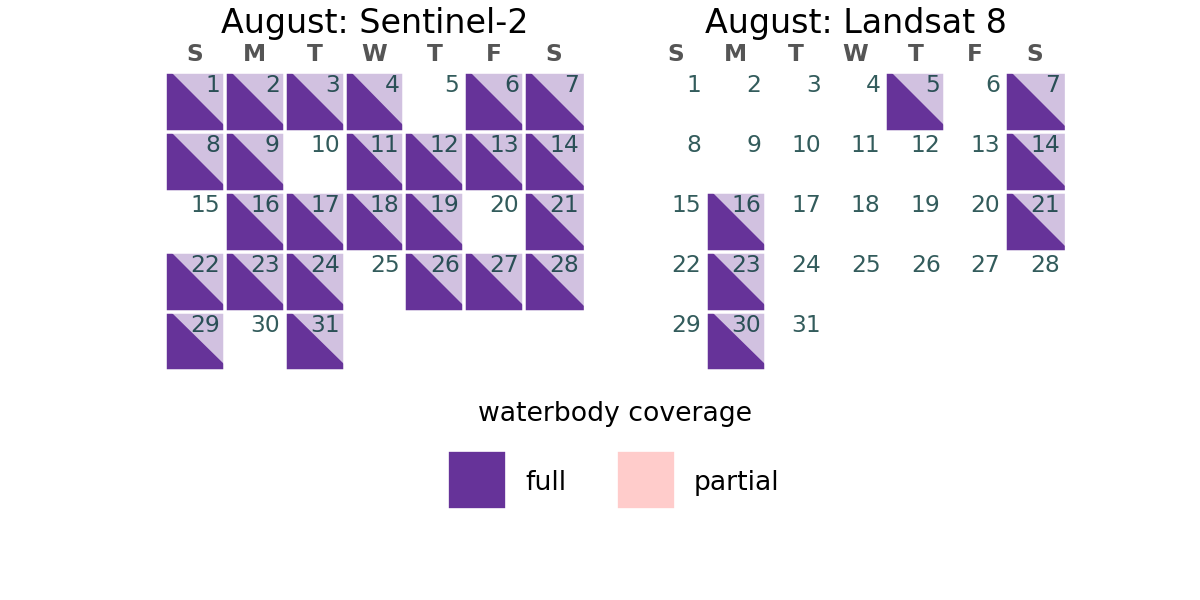 August: Sentinel-2
S M T W T F S
1 2 3 4 5 6 7
8 9 10 11 12 13 14
15 16 17 18 19 20 21
22 23 24 25 26 27 28
29 30 31
August: Landsat 8
S M T W T F S
1 2 3 4 5 6 7
8 9 10 11 12 13 14
15 16 17 18 19 20 21
22 23 24 25 26 27 28
29 30 31
waterbody coverage
full partial